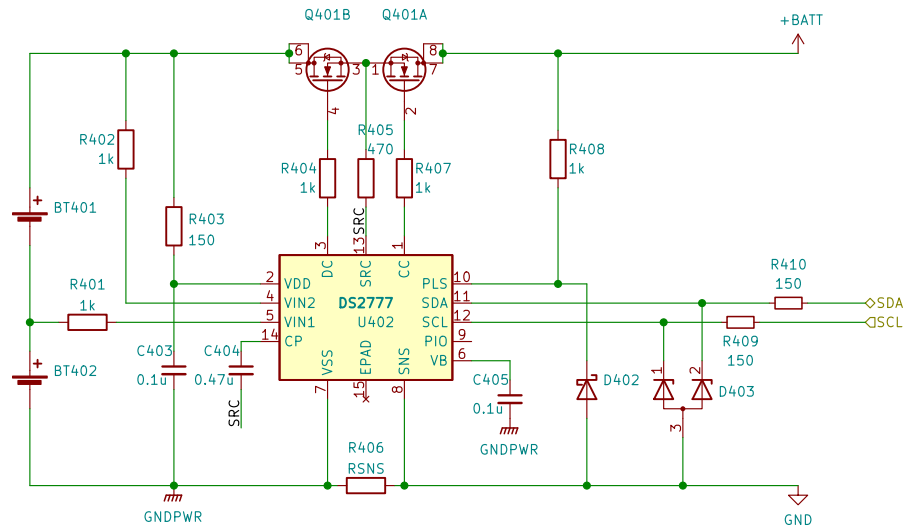 Q401B
Q401A
+BATT
6
5
3
1
8
7
4
2
R402
1k
R404
1k
R405
470
R407
1k
R408
1k
BT401
R403
150
SRC
3
13
1
DC
SRC
CC
R401
1k
2
VDD
4
VIN2
5
VIN1
14
CP
DS2777
U402
PLS
10
SDA
11
SCL
12
PIO
9
VB
6
VSS
EPAD
SNS
7
15
8
R410
150
SDA
SCL
R409
150
BT402
C403
0.1u
C404
0.47u
SRC
C405
0.1u
GNDPWR
D402
1
2
D403
3
R406
RSNS
GNDPWR
GND